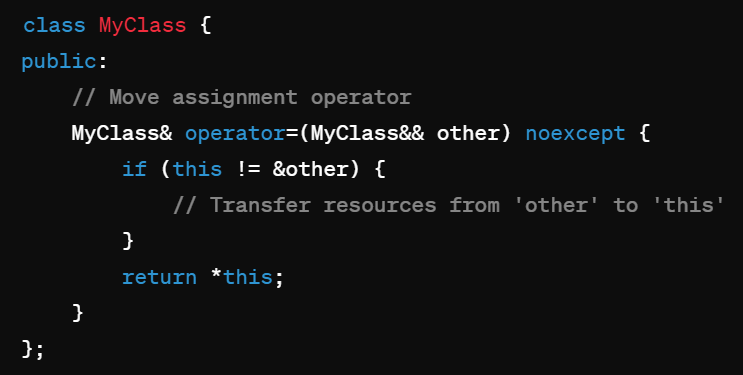 class MyClass {
public:
    // Move assignment operator
    MyClass& operator=(MyClass&& other) noexcept {
        if (this != &other) {
            // Transfer resources from 'other' to 'this'
        }
        return *this;
    }
};